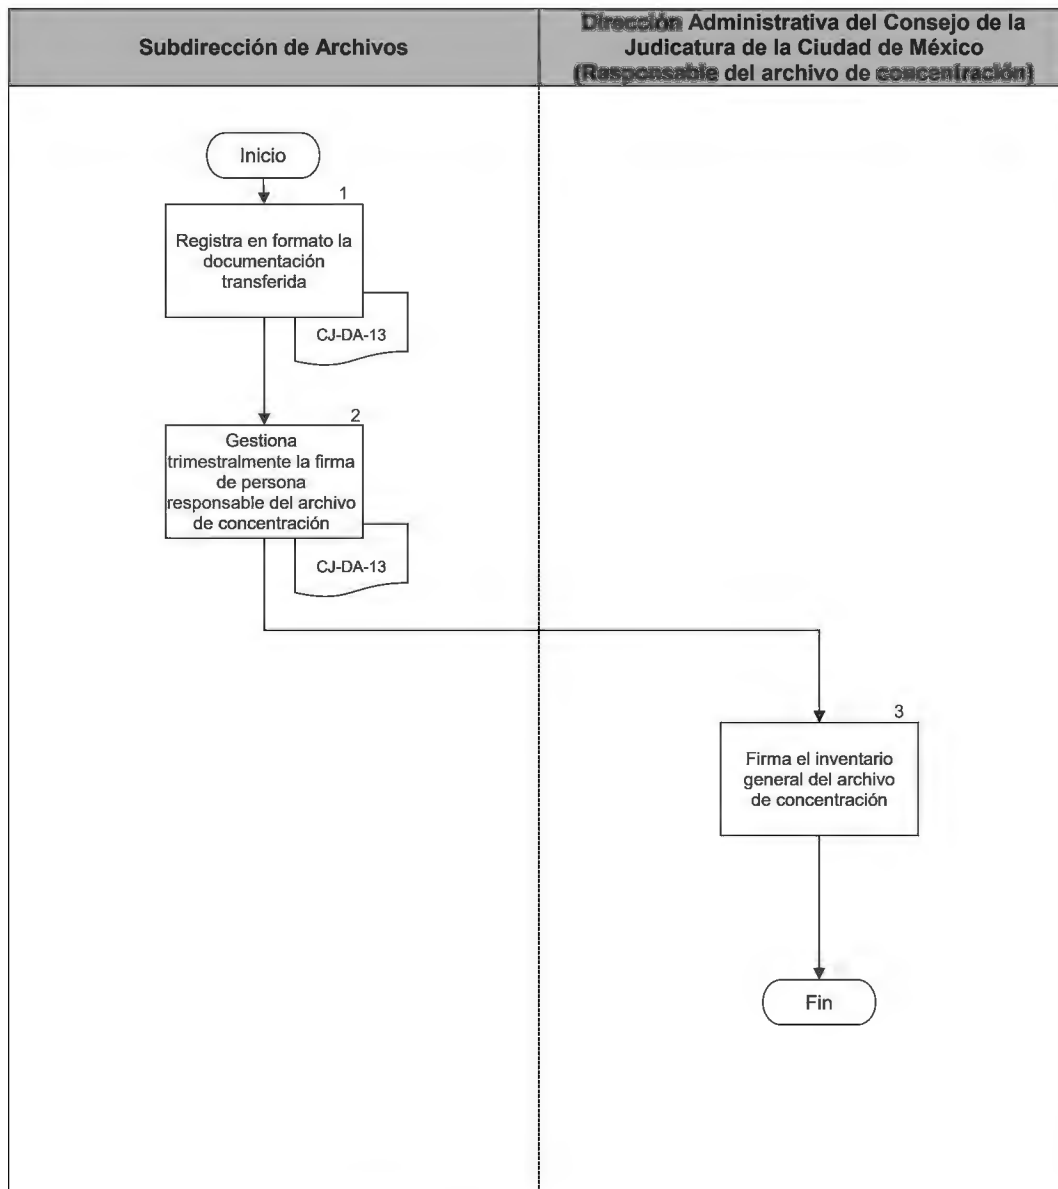 Subdirección de Archivos
Dirección Administrativa del Consejo de la
Judicatura de la Ciudad de México
(Responsable del archivo de concentración)
Inicio
1
Registra en formato la
documentación
transferida
CJ-DA-13
2
Gestiona
trimestralmente la firma
de persona
responsable del archivo
de concentración
CJ-DA-13
3
Firma el inventario
general del archivo
de concentración
Fin